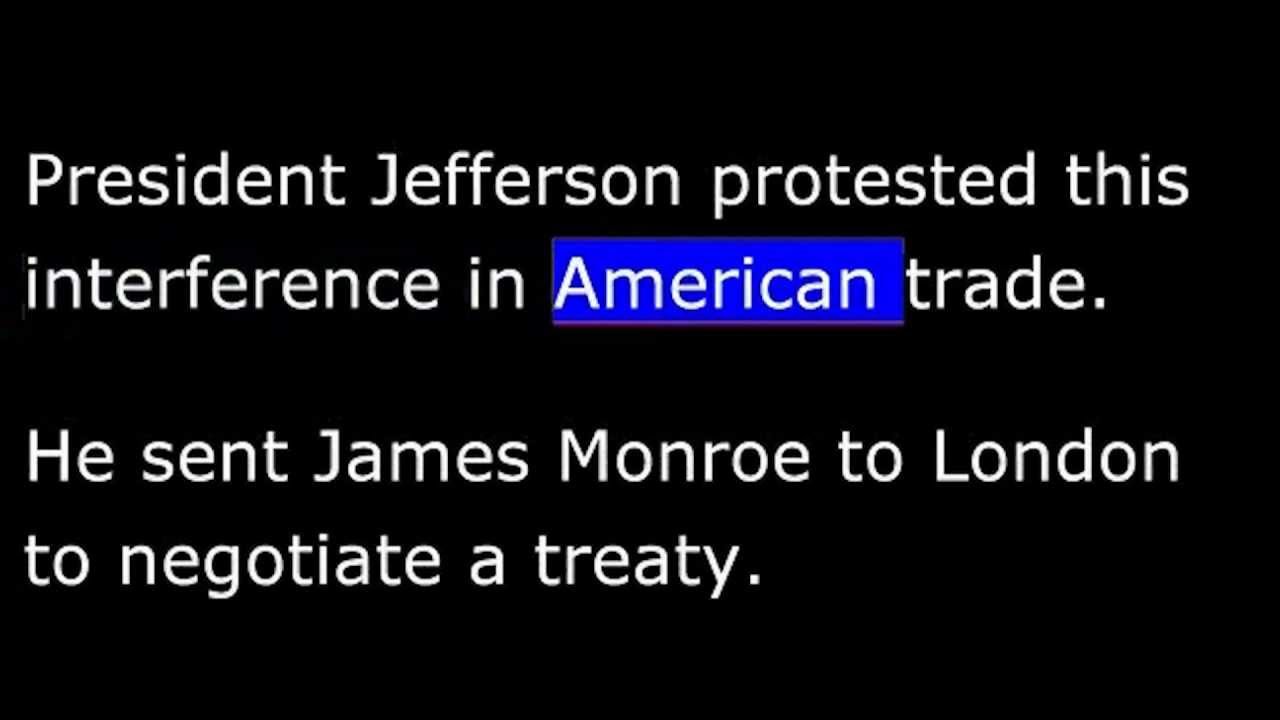 President Jefferson protested this
interference in American trade.
He sent James Monroe to London
to negotiate a treaty.